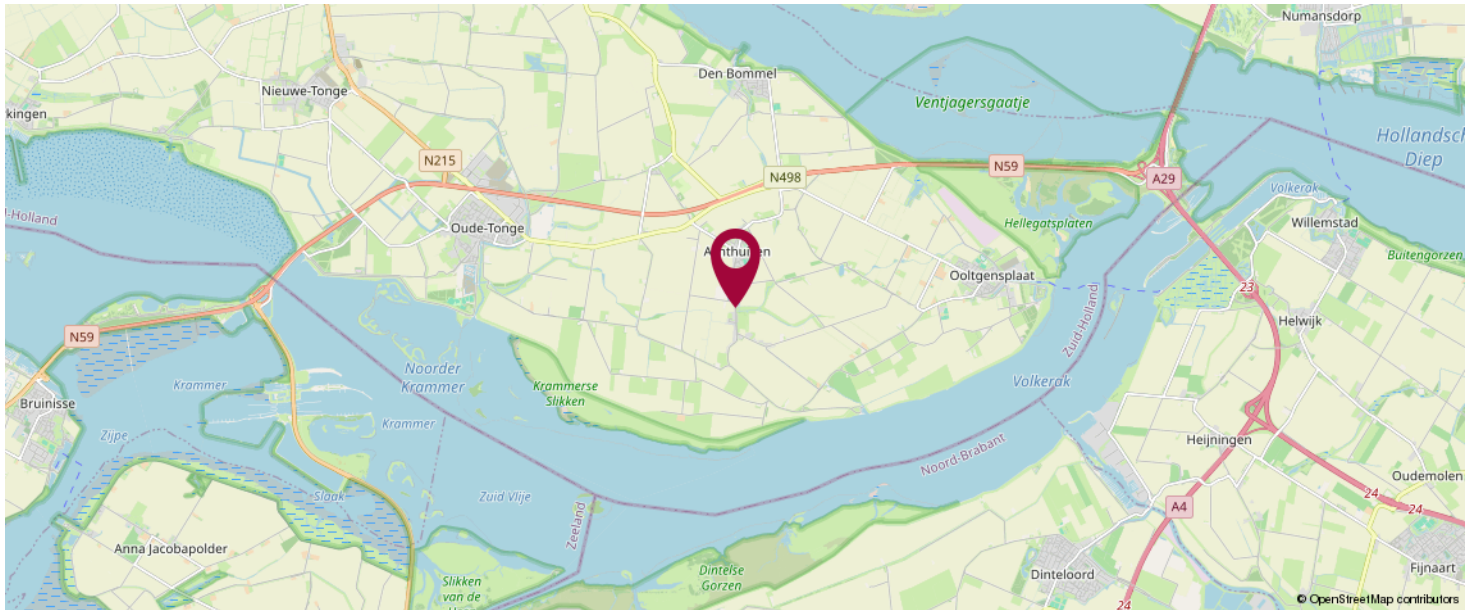 Numansdorp
Den Bommel
Nieuwe-Tonge
Ventjagersgaatje
kingen
Hollandsch
Diep
N215
N59
N498
A29
Volkerak
Willemstad
d-Holland
Oude-Tonge
Hellegatsplaten
Buitengorzen
Ooltgensplaat
23
Zuid-Holland
Helwijk
N59
Noorder
Krammer
Krammer
Krammerse
Slikken
Volkerak
Bruinisse
Krammer
Zijpe
Heijningen
Noord-Brabant
Oudemolen
Slaak
Zuid Vlije
24
24
A4
Zeeland
Anna Jacobapolder
Dintelse
Gorzen
Dinteloord
Fijnaart
Slikken
van de
24
© OpenStreetMap contributors